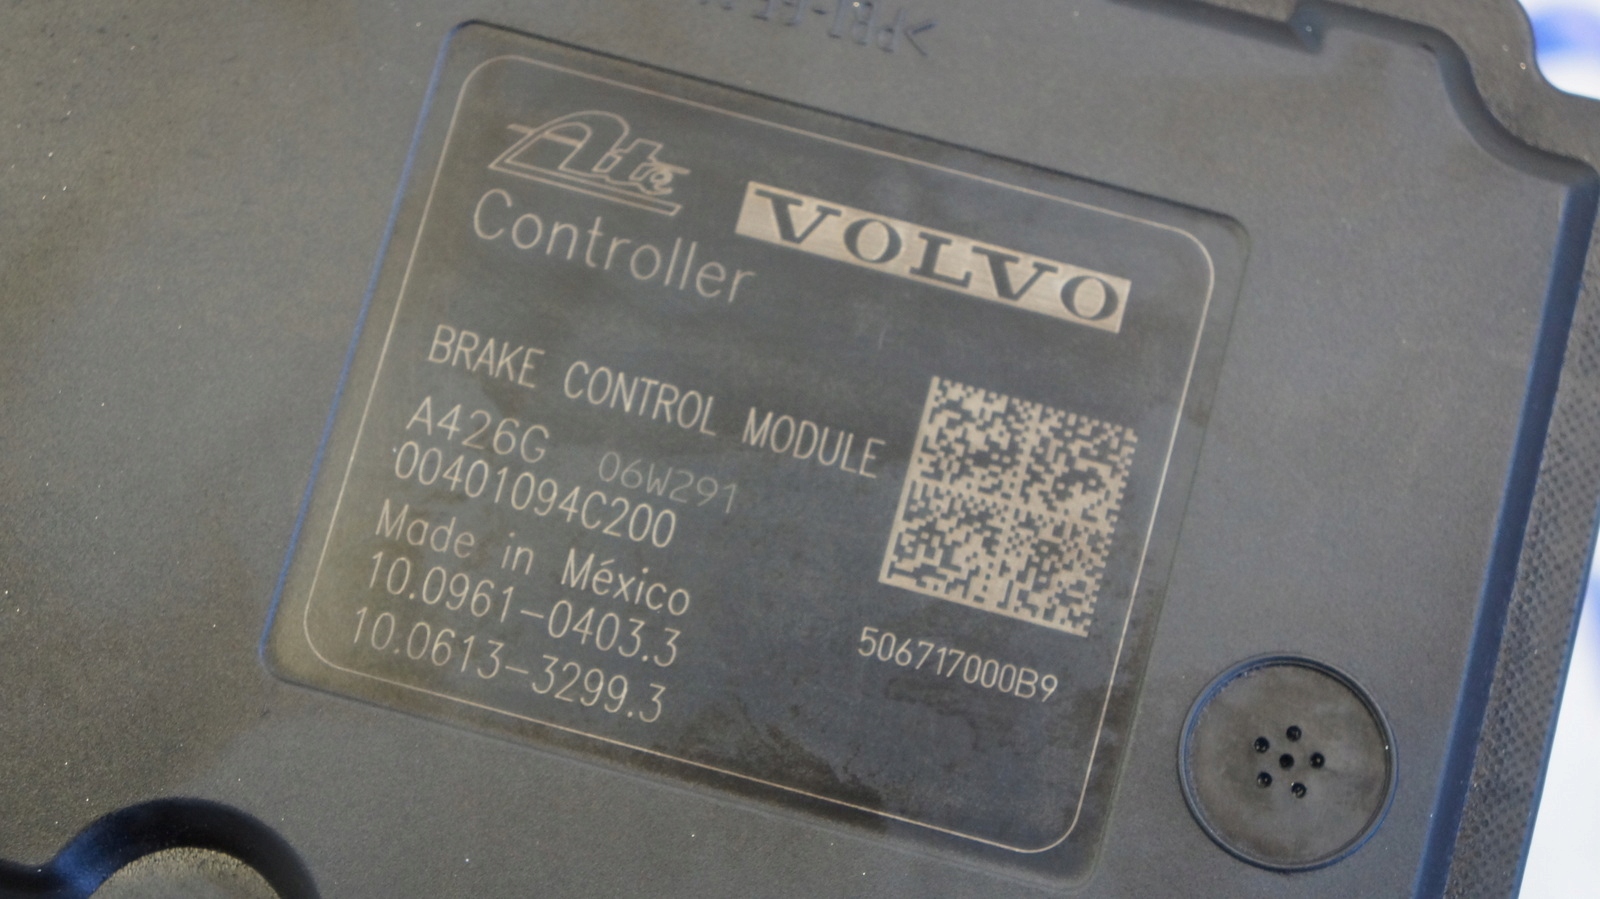 Ate
Controller
VOLVO
BRAKE CONTROL MODULE
A426G 06W291
00401094C200
Made in México
10.0961-0403.3
10.0613-3299.3
506717000B9